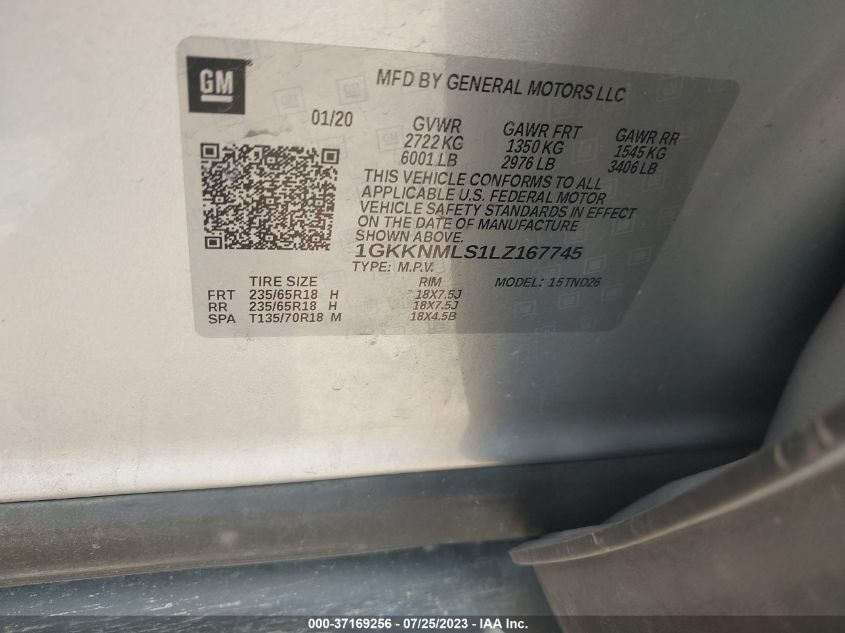 GM
MFD BY GENERAL MOTORS LLC
01/20 GVWR GAWR FRT GAWR RR
2722 KG 1350 KG 1545 KG
6001 LB 2976 LB 3406 LB
THIS VEHICLE CONFORMS TO ALL
APPLICABLE U.S. FEDERAL MOTOR
VEHICLE SAFETY STANDARDS IN EFFECT
ON THE DATE OF MANUFACTURE
SHOWN ABOVE.
1GKKNMLS1LZ167745
TYPE: M.P.V. MODEL: 15TND26
TIRE SIZE RIM
FRT 235/65R18 H 18X7.5J
RR 235/65R18 H 18X7.5J
SPA T135/70R18 M 18X4.5B
000-37169256 - 07/25/2023 - IAA Inc.